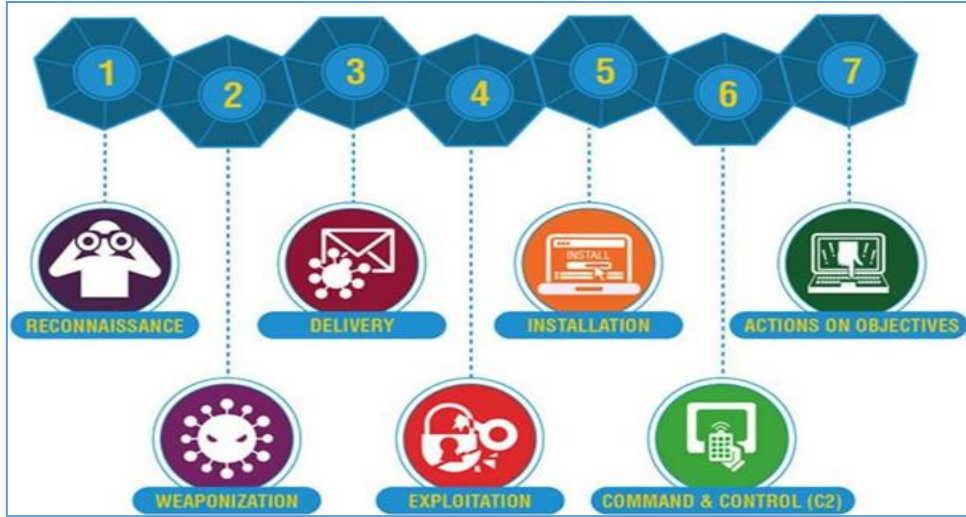 1
2
3
4
5
6
7
RECONNAISSANCE
DELIVERY
INSTALL
INSTALLATION
ACTIONS ON OBJECTIVES
WEAPONIZATION
EXPLOITATION
COMMAND & CONTROL (C2)